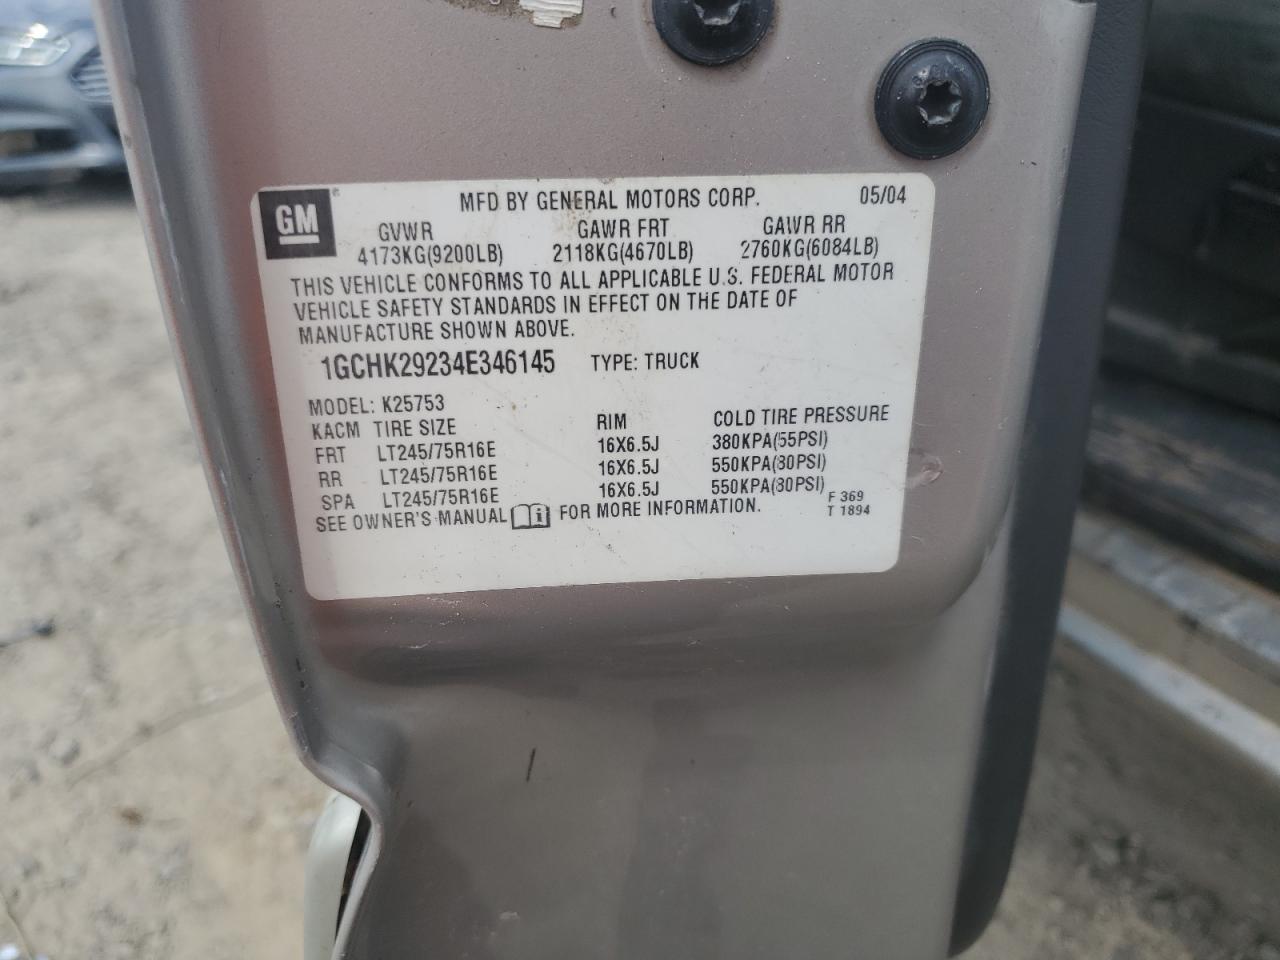 GM ® MFD BY GENERAL MOTORS CORP. 05/04
GVWR GAWR FRT GAWR RR
4173KG(9200LB) 2118KG(4670LB) 2760KG(6084LB)
THIS VEHICLE CONFORMS TO ALL APPLICABLE U.S. FEDERAL MOTOR
VEHICLE SAFETY STANDARDS IN EFFECT ON THE DATE OF
MANUFACTURE SHOWN ABOVE.
1GCHK29234E346145 TYPE: TRUCK
MODEL: K25753
KACM TIRE SIZE RIM COLD TIRE PRESSURE
FRT LT245/75R16E 16X6.5J 380KPA(55PSI)
RR LT245/75R16E 16X6.5J 550KPA(80PSI)
SPA LT245/75R16E 16X6.5J 550KPA(80PSI)
SEE OWNER'S MANUAL i FOR MORE INFORMATION.
F 369
T 1894